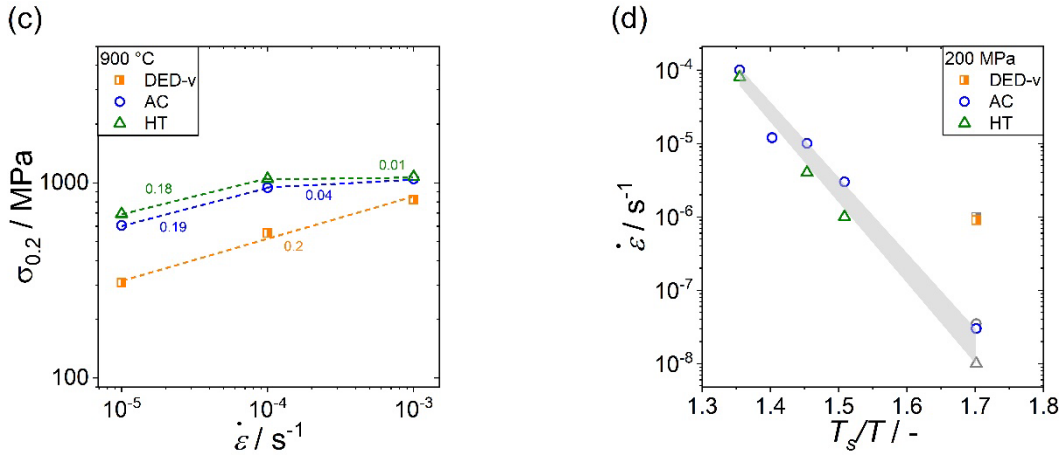 (c)
900 °C
DED-v
AC
HT
0.18
0.19
0.04
0.01
0.2
1000
100
σ0.2 / MPa
10-5
10-4
10-3
ε̇ / s-1
(d)
200 MPa
DED-v
AC
HT
10-4
10-5
10-6
10-7
10-8
ε̇ / s-1
1.3
1.4
1.5
1.6
1.7
1.8
Ts/T / -